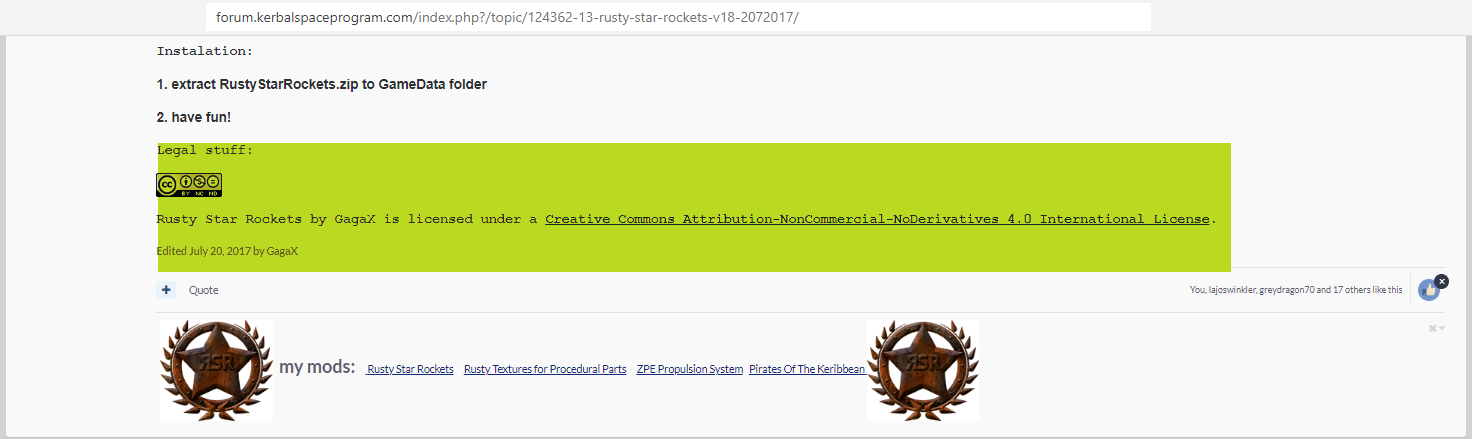 forum.kerbalspaceprogram.com/index.php?/topic/124362-13-rusty-star-rockets-v18-2072017/
Instalation:
1. extract RustyStarRockets.zip to GameData folder
2. have fun!
Legal stuff:
cc BY NC ND
Rusty Star Rockets by GagaX is licensed under a Creative Commons Attribution-NonCommercial-NoDerivatives 4.0 International License.
Edited July 20, 2017 by GagaX
+ Quote
You, lajoswinkler, greydragon70 and 17 others like this
RSR my mods: Rusty Star Rockets Rusty Textures for Procedural Parts ZPE Propulsion System Pirates Of The Keribbean RSR